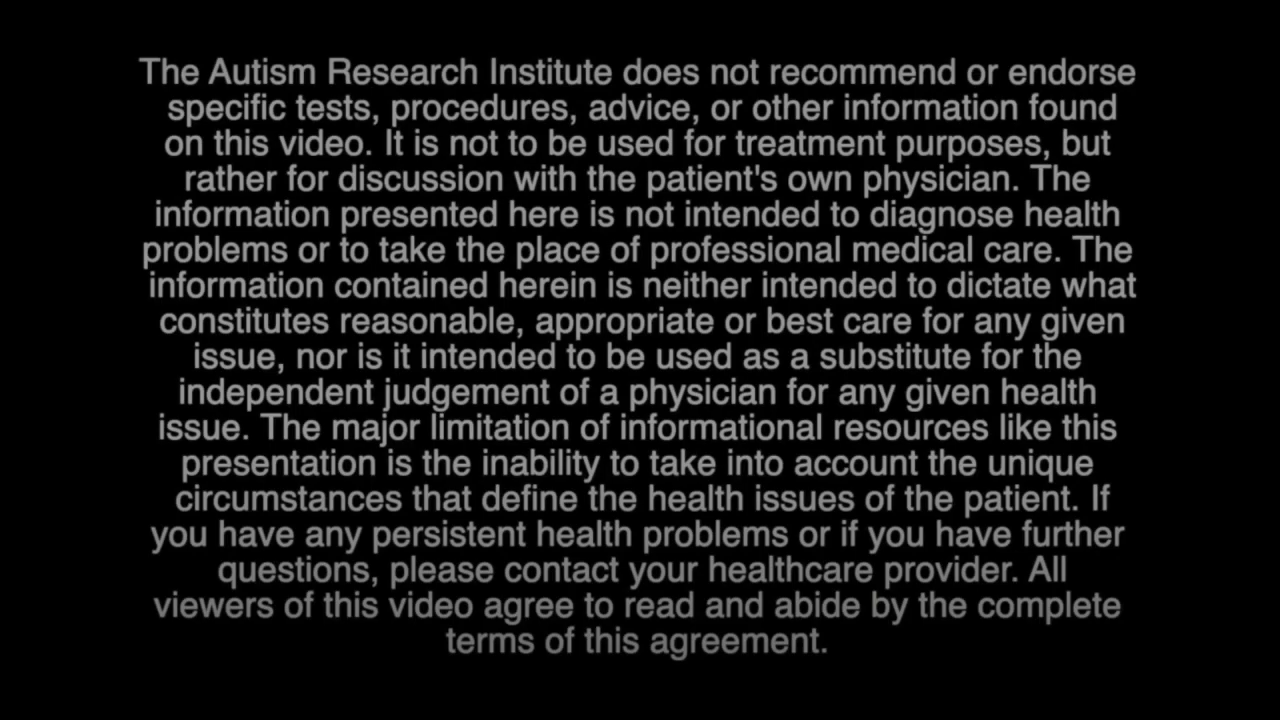 The Autism Research Institute does not recommend or endorse
specific tests, procedures, advice, or other information found
on this video. It is not to be used for treatment purposes, but
rather for discussion with the patient's own physician. The
information presented here is not intended to diagnose health
problems or to take the place of professional medical care. The
information contained herein is neither intended to dictate what
constitutes reasonable, appropriate or best care for any given
issue, nor is it intended to be used as a substitute for the
independent judgement of a physician for any given health
issue. The major limitation of informational resources like this
presentation is the inability to take into account the unique
circumstances that define the health issues of the patient. If
you have any persistent health problems or if you have further
questions, please contact your healthcare provider. All
viewers of this video agree to read and abide by the complete
terms of this agreement.